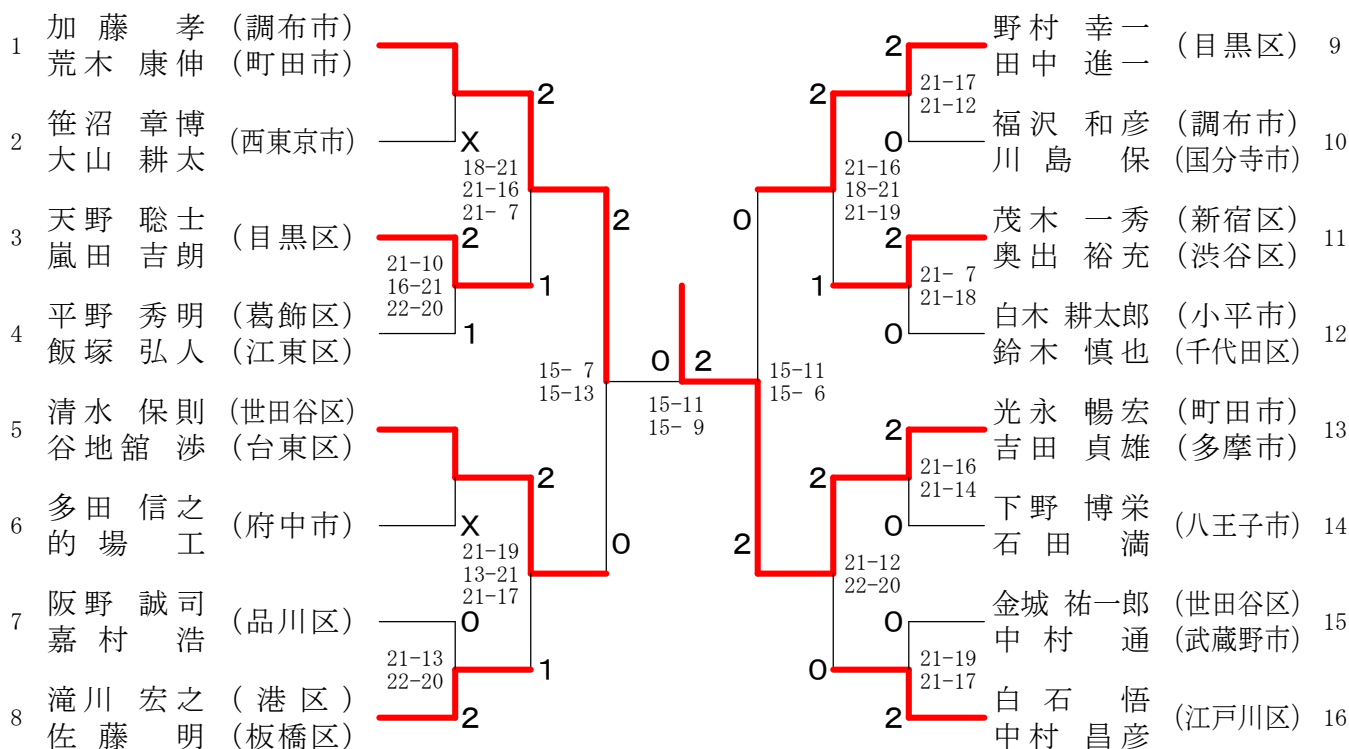 1 加藤 孝 (調布市)
荒木 康伸 (町田市)
2 笹沼 章博 (西東京市)
大山 耕太
3 天野 聡士 (目黒区)
嵐田 吉朗
4 平野 秀明 (葛飾区)
飯塚 弘人 (江東区)
5 清水 保則 (世田谷区)
谷地舘 渉 (台東区)
6 多田 信之 (府中市)
的場 工
7 阪野 誠司 (品川区)
嘉村 浩
8 滝川 宏之 (港区)
佐藤 明 (板橋区)
2
X
18-21
21-16
21- 7
2
21-10
16-21
22-20
1
1
2
15- 7
15-13
2
X
21-19
13-21
21-17
0
0
21-13
22-20
1
2
0 2
15-11
15- 9
0
15-11
15- 6
2
2
21-17
21-12
2
0
21-16
18-21
21-19
2
1
21- 7
21-18
0
2
21-16
21-14
2
0
21-12
22-20
0
0
21-19
21-17
2
野村 幸一 (目黒区) 9
田中 進一
福沢 和彦 (調布市) 10
川島 保 (国分寺市)
茂木 一秀 (新宿区) 11
奥出 裕充 (渋谷区)
白木 耕太郎 (小平市) 12
鈴木 慎也 (千代田区)
光永 暢宏 (町田市) 13
吉田 貞雄 (多摩市)
下野 博栄 (八王子市) 14
石田 満
金城 祐一郎 (世田谷区) 15
中村 通 (武蔵野市)
白石 悟 (江戸川区) 16
中村 昌彦